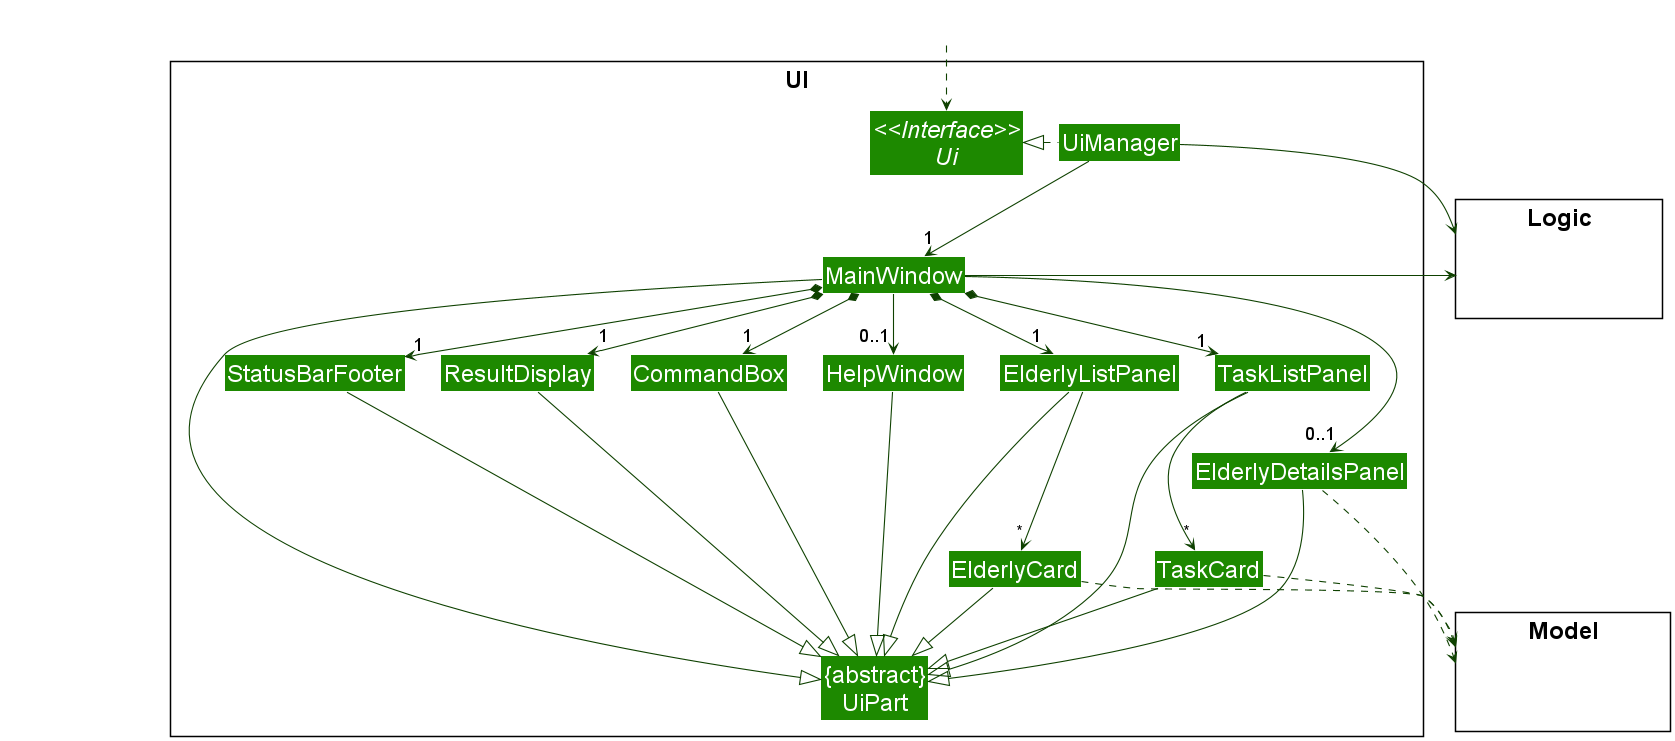 UI
<<Interface>>
Ui
UiManager
Logic
1
MainWindow
1
1
1
0..1
1
1
StatusBarFooter
ResultDisplay
CommandBox
HelpWindow
ElderlyListPanel
TaskListPanel
0..1
ElderlyDetailsPanel
*
*
ElderlyCard
TaskCard
Model
{abstract}
UiPart